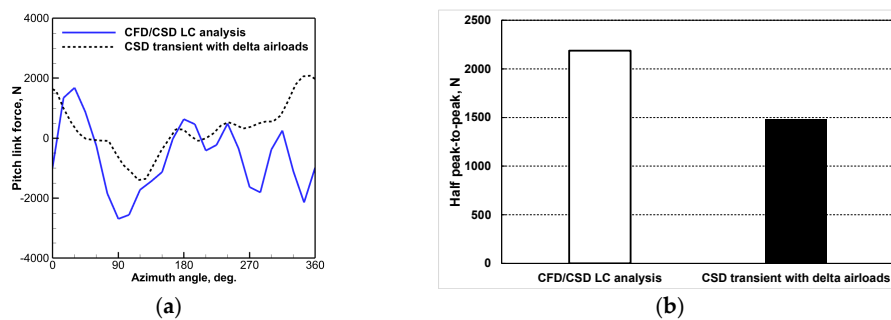 4000
CFD/CSD LC analysis
CSD transient with delta airloads
2000
0
-2000
-4000
Pitch link force, N
0 90 180 270 360
Azimuth angle, deg.
(a)
2500
2000
1500
1000
500
0
Half peak-to-peak, N
CFD/CSD LC analysis CSD transient with delta airloads
(b)